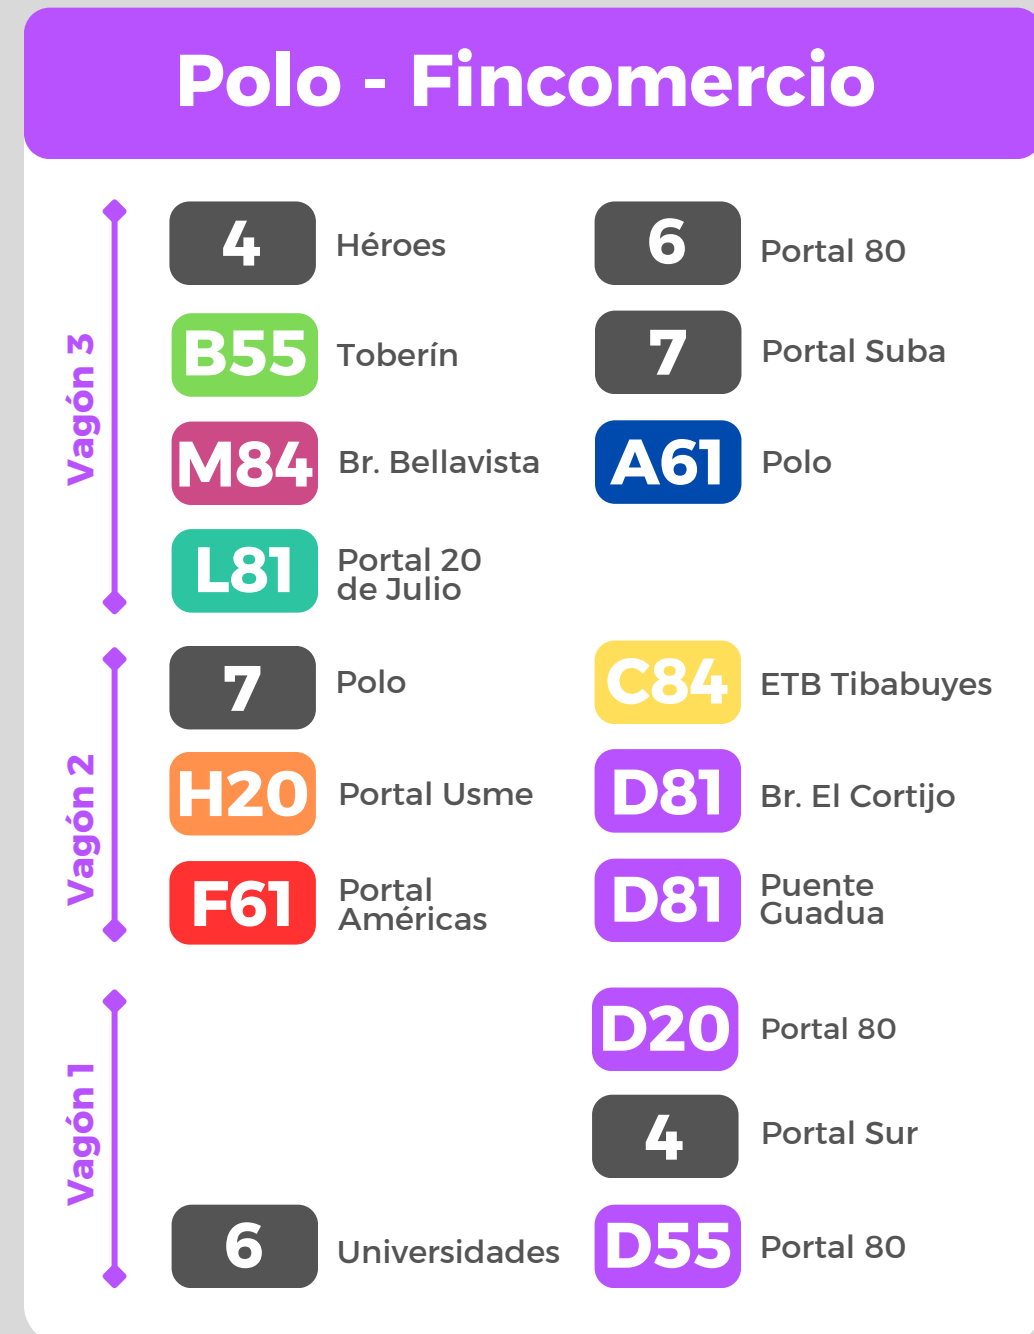 Polo - Fincomercio
Vagón 3
4 Héroes
6 Portal 80
B55 Toberín
7 Portal Suba
M84 Br. Bellavista
A61 Polo
L81 Portal 20
de Julio
Vagón 2
7 Polo
C84 ETB Tibabuyes
H20 Portal Usme
D81 Br. El Cortijo
F61 Portal
Américas
D81 Puente
Guadua
Vagón 1
D20 Portal 80
4 Portal Sur
6 Universidades
D55 Portal 80